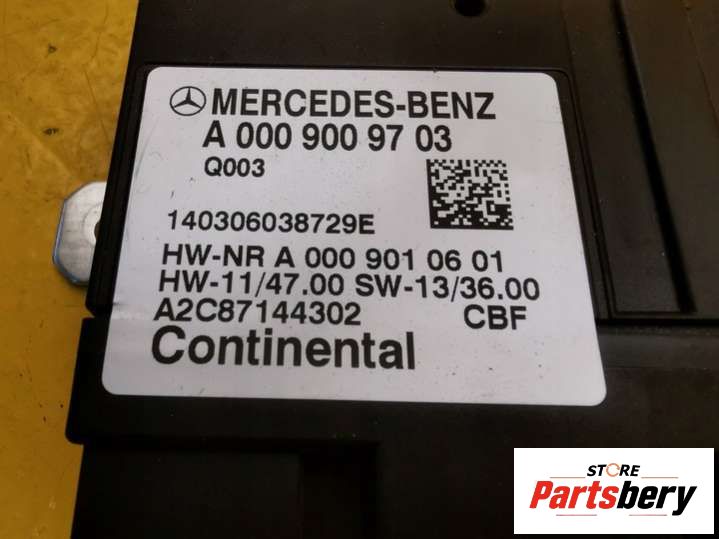 MERCEDES-BENZ
A 000 900 97 03
Q003
140306038729E
HW-NR A 000 901 06 01
HW-11/47.00 SW-13/36.00
A2C87144302 CBF
Continental
STORE
Partsbery